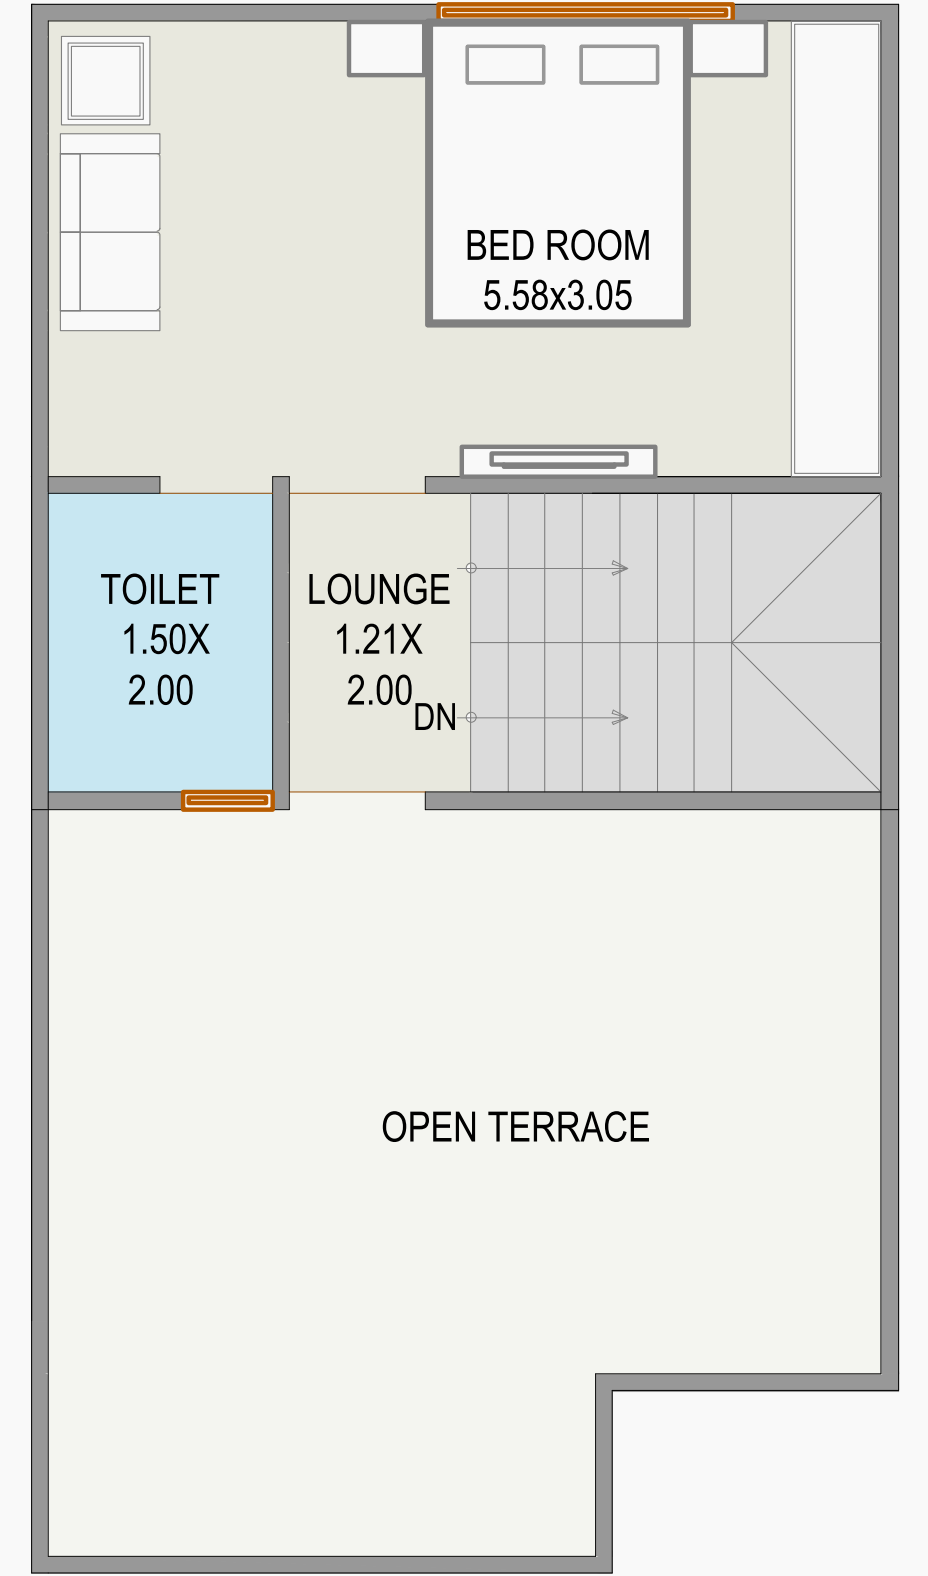 BED ROOM
5.58x3.05
TOILET
1.50X
2.00
LOUNGE
1.21X
2.00
DN
OPEN TERRACE